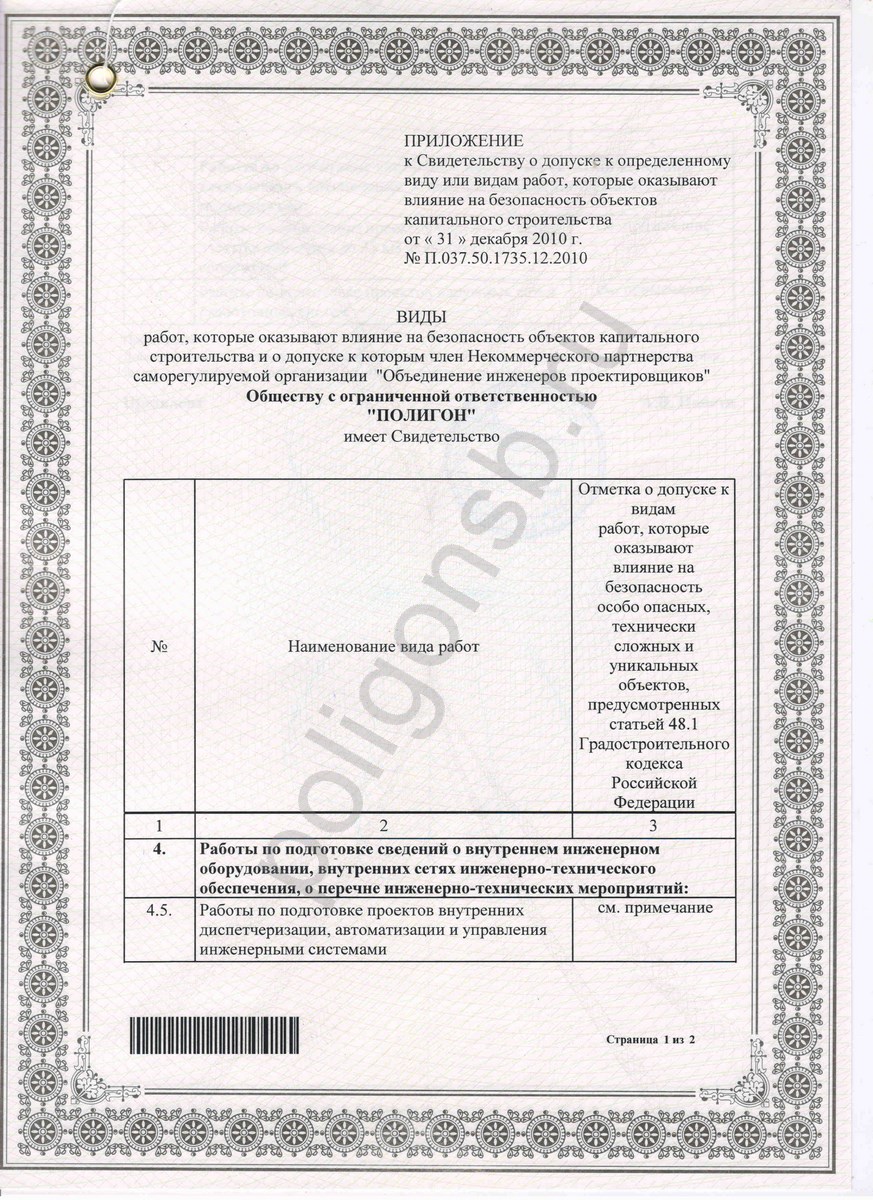 ПРИЛОЖЕНИЕ
к Свидетельству о допуске к определенному
виду или видам работ, которые оказывают
влияние на безопасность объектов
капитального строительства
от « 31 » декабря 2010 г.
№ П.037.50.1735.12.2010
ВИДЫ
работ, которые оказывают влияние на безопасность объектов капитального
строительства и о допуске к которым член Некоммерческого партнерства
саморегулируемой организации "Объединение инженеров проектировщиков"
Обществу с ограниченной ответственностью
"ПОЛИГОН"
имеет Свидетельство
№
Наименование вида работ
Отметка о допуске к
видам
работ, которые
оказывают
влияние на
безопасность
особо опасных,
технически
сложных и
уникальных
объектов,
предусмотренных
статьей 48.1
Градостроительного
кодекса
Российской
Федерации
1 2 3
4. Работы по подготовке сведений о внутреннем инженерном
оборудовании, внутренних сетях инженерно-технического
обеспечения, о перечне инженерно-технических мероприятий:
4.5. Работы по подготовке проектов внутренних см. примечание
диспетчеризации, автоматизации и управления
инженерными системами
Страница 1 из 2
poligonsb.ru